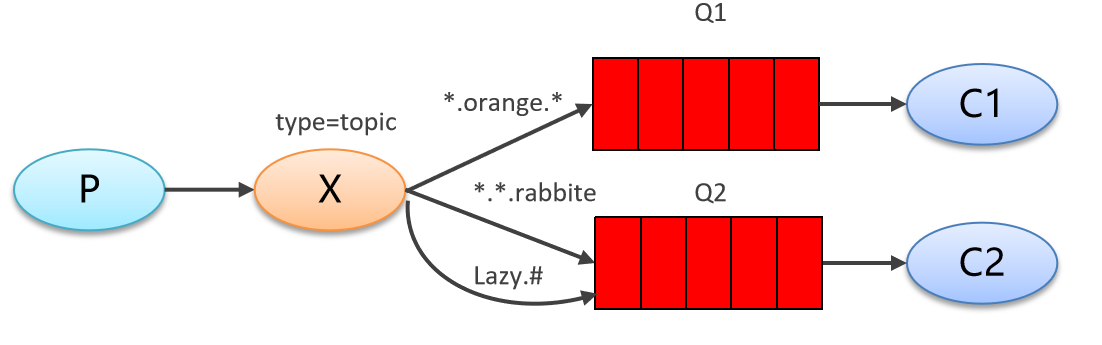 Q1
*.orange.*
C1
type=topic
P
X
*.*.rabbite
Q2
Lazy.#
C2